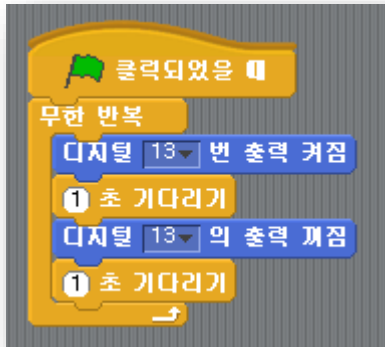 클릭되었을 때
무한 반복
디지털 13 번 출력 켜짐
1 초 기다리기
디지털 13 의 출력 꺼짐
1 초 기다리기